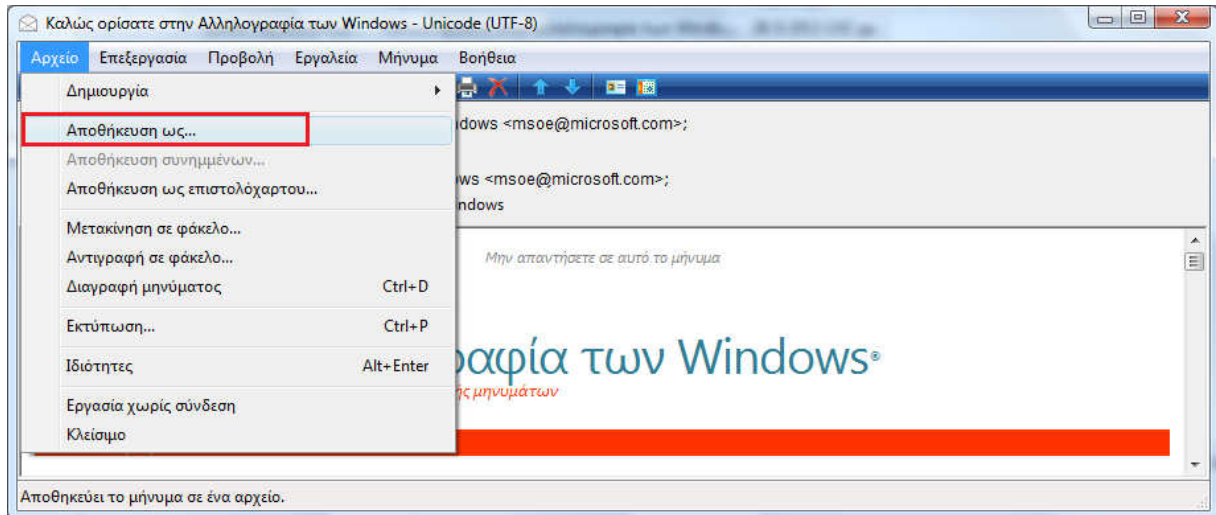 Καλώς ορίσατε στην Αλληλογραφία των Windows - Unicode (UTF-8)
Αρχείο Επεξεργασία Προβολή Εργαλεία Μήνυμα Βοήθεια
Δημιουργία
Αποθήκευση ως...
dows <msoe@microsoft.com>;
Αποθήκευση συνημμένων...
Αποθήκευση ως επιστολόχαρτου...
ws <msoe@microsoft.com>;
ndows
Μετακίνηση σε φάκελο...
Αντιγραφή σε φάκελο...
Μην απαντήσετε σε αυτό το μήνυμα
Διαγραφή μηνύματος Ctrl+D
Εκτύπωση... Ctrl+P
Ιδιότητες Alt+Enter
ραφία των Windows®
ής μηνυμάτων
Εργασία χωρίς σύνδεση
Κλείσιμο
Αποθηκεύει το μήνυμα σε ένα αρχείο.